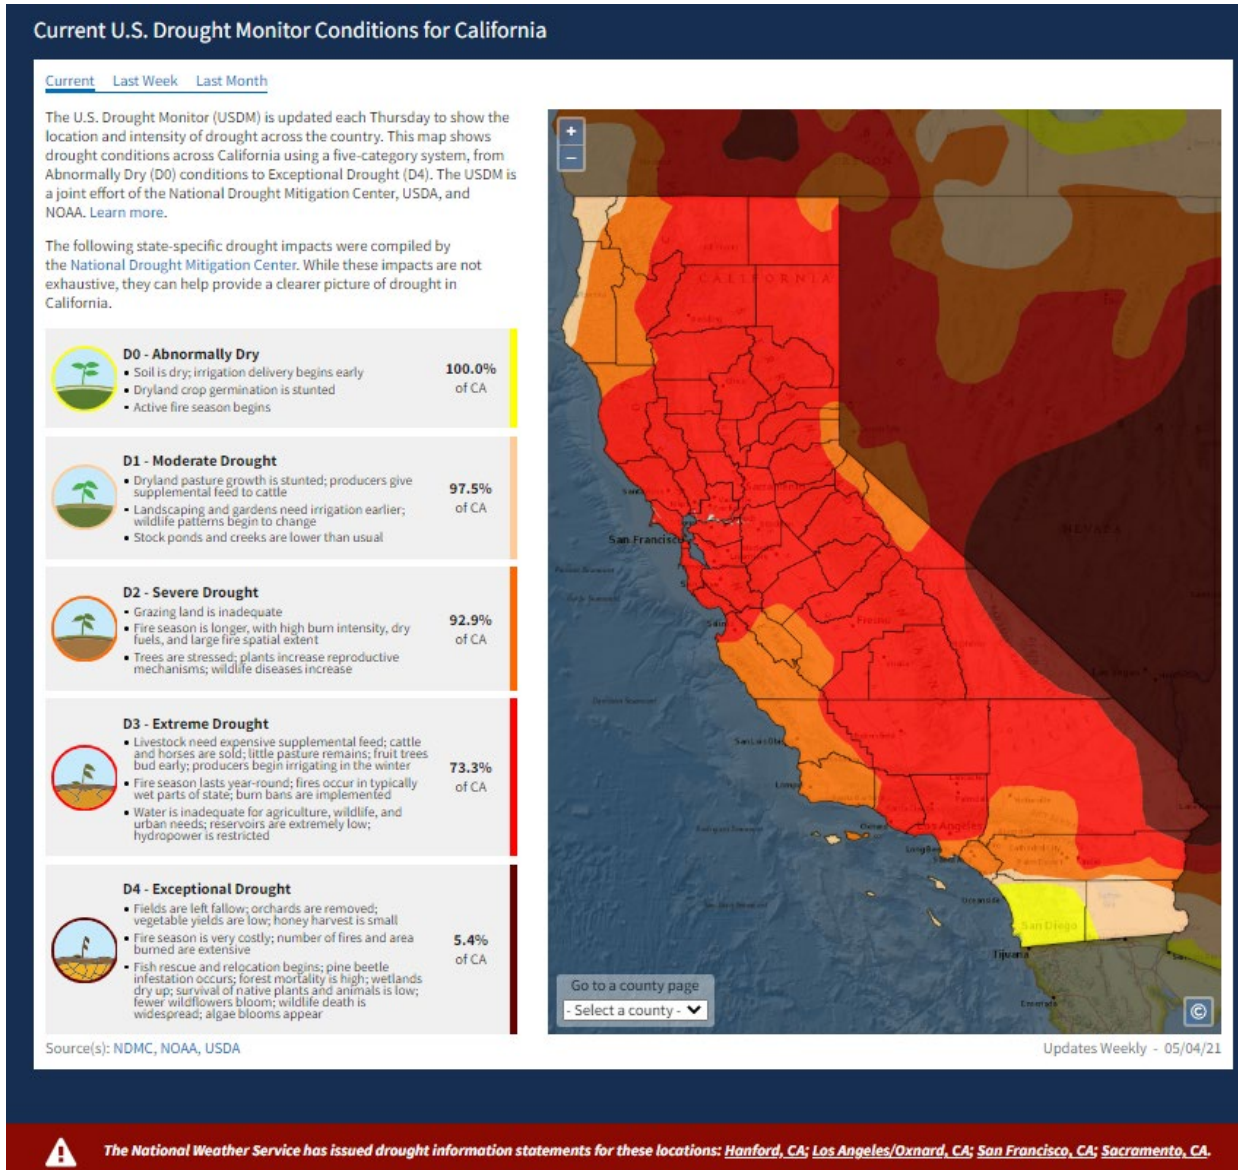 Current U.S. Drought Monitor Conditions for California
Current Last Week Last Month
The U.S. Drought Monitor (USDM) is updated each Thursday to show the
location and intensity of drought across the country. This map shows
drought conditions across California using a five-category system, from
Abnormally Dry (D0) conditions to Exceptional Drought (D4). The USDM is
a joint effort of the National Drought Mitigation Center, USDA, and
NOAA. Learn more.
The following state-specific drought impacts were compiled by
the National Drought Mitigation Center. While these impacts are not
exhaustive, they can help provide a clearer picture of drought in
California.
D0 - Abnormally Dry
▪ Soil is dry; irrigation delivery begins early
▪ Dryland crop germination is stunted
▪ Active fire season begins
100.0%
of CA
D1 - Moderate Drought
▪ Dryland pasture growth is stunted; producers give
supplemental feed to cattle
▪ Landscaping and gardens need irrigation earlier;
wildlife patterns begin to change
▪ Stock ponds and creeks are lower than usual
97.5%
of CA
D2 - Severe Drought
▪ Grazing land is inadequate
▪ Fire season is longer, with high burn intensity, dry
fuels, and large fire spatial extent
▪ Trees are stressed; plants increase reproductive
mechanisms; wildlife diseases increase
92.9%
of CA
D3 - Extreme Drought
▪ Livestock need expensive supplemental feed; cattle
and horses are sold; little pasture remains; fruit trees
bud early; producers begin irrigating in the winter
▪ Fire season lasts year-round; fires occur in typically
wet parts of state; burn bans are implemented
▪ Water is inadequate for agriculture, wildlife, and
urban needs; reservoirs are extremely low;
hydropower is restricted
73.3%
of CA
D4 - Exceptional Drought
▪ Fields are left fallow; orchards are removed;
vegetable yields are low; honey harvest is small
▪ Fire season is very costly; number of fires and area
burned are extensive
▪ Fish rescue and relocation begins; pine beetle
infestation occurs; forest mortality is high; wetlands
dry up; survival of native plants and animals is low;
fewer wildflowers bloom; wildlife death is
widespread; algae blooms appear
5.4%
of CA
Source(s): NDMC, NOAA, USDA
+
−
CALIFORNIA
Sacramento
San Francisco
NEVADA
Fresno
Las Vegas
Los Angeles
Oceanside
San Diego
Tijuana
Ensenada
Go to a county page
- Select a county -
©
Updates Weekly - 05/04/21
The National Weather Service has issued drought information statements for these locations: Hanford, CA; Los Angeles/Oxnard, CA; San Francisco, CA; Sacramento, CA.